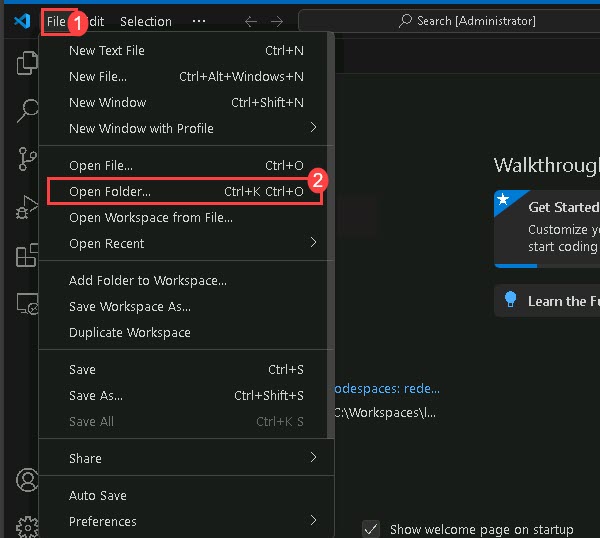 File
1
Edit
Selection
...
Search [Administrator]
New Text File Ctrl+N
New File... Ctrl+Alt+Windows+N
New Window Ctrl+Shift+N
New Window with Profile
Open File... Ctrl+O
2
Open Folder... Ctrl+K Ctrl+O
Open Workspace from File...
Open Recent
Add Folder to Workspace...
Save Workspace As...
Duplicate Workspace
Save Ctrl+S
Save As... Ctrl+Shift+S
Save All Ctrl+K S
Share
Auto Save
Preferences
Walkthrough
Get Started
Customize yo
start coding
Learn the Fu
odespaces: rede...
C:\Workspaces\l...
Show welcome page on startup